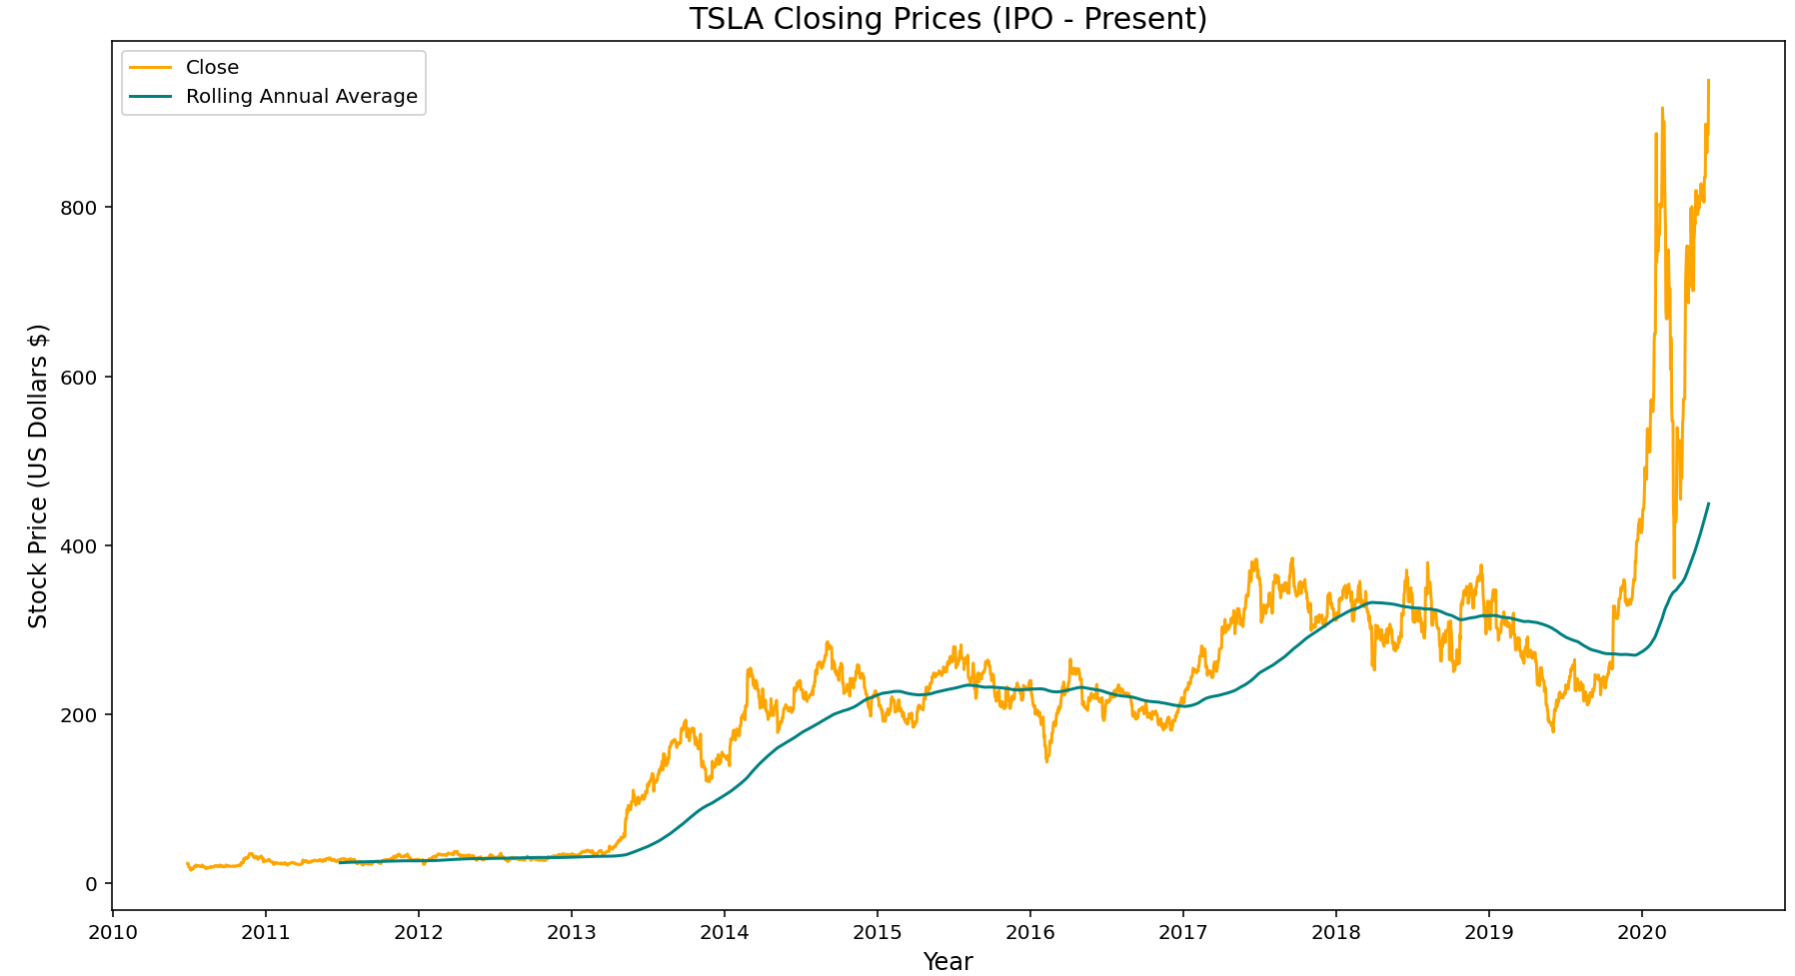 TSLA Closing Prices (IPO - Present)
Close
Rolling Annual Average
Stock Price (US Dollars $)
800
600
400
200
0
2010 2011 2012 2013 2014 2015 2016 2017 2018 2019 2020
Year